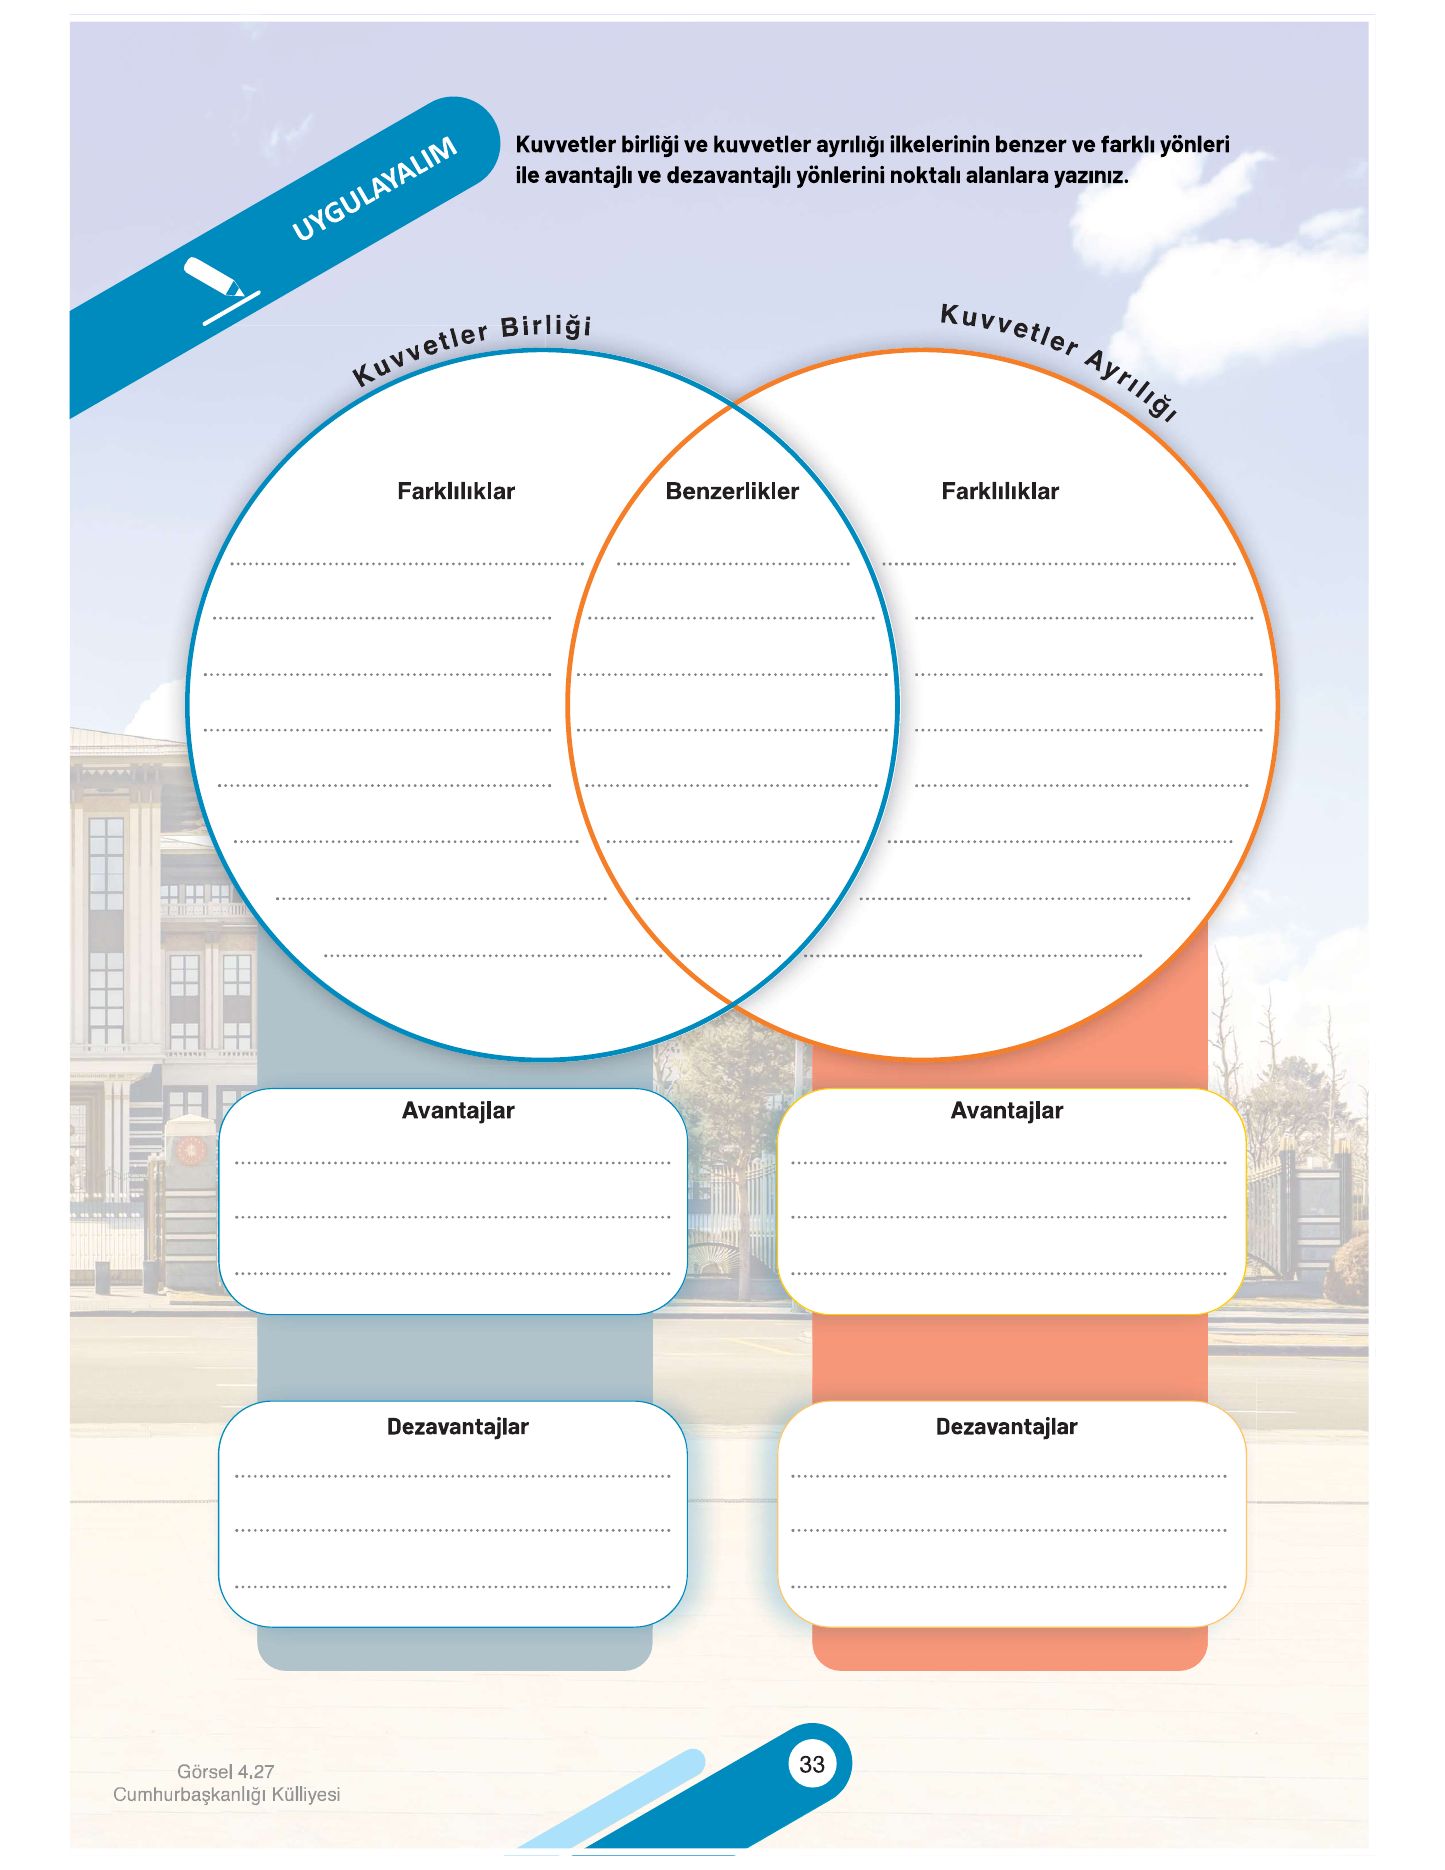 UYGULAYALIM
Kuvvetler birliği ve kuvvetler ayrılığı ilkelerinin benzer ve farklı yönleri
ile avantajlı ve dezavantajlı yönlerini noktalı alanlara yazınız.
Kuvvetler Birliği
Kuvvetler Ayrılığı
Farklılıklar
Benzerlikler
Farklılıklar
Avantajlar
Avantajlar
Dezavantajlar
Dezavantajlar
Görsel 4.27
Cumhurbaşkanlığı Külliyesi
33